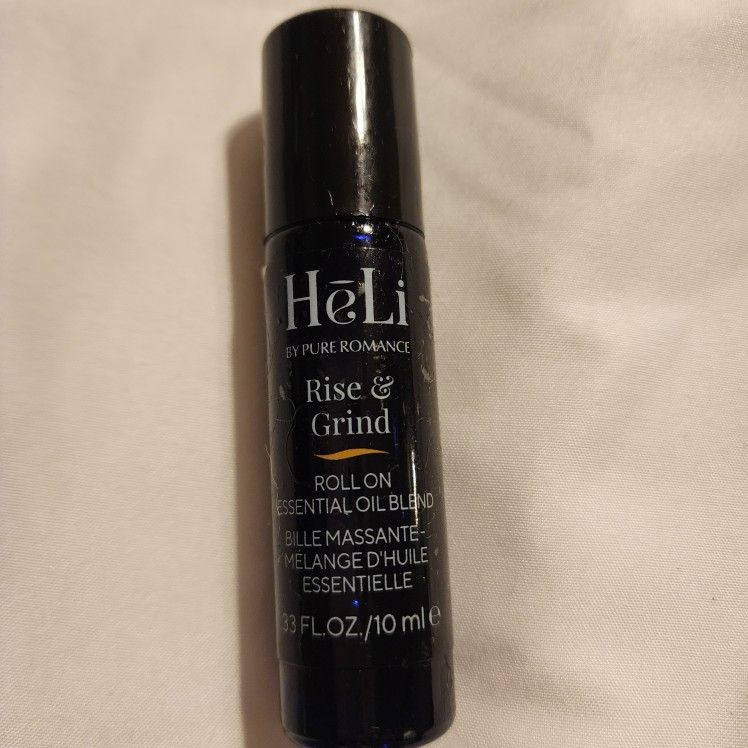 HēLi
BY PURE ROMANCE
Rise &
Grind
ROLL ON
ESSENTIAL OIL BLEND
BILLE MASSANTE-
MÉLANGE D'HUILE
ESSENTIELLE
.33 FL.OZ./10 ml ℮